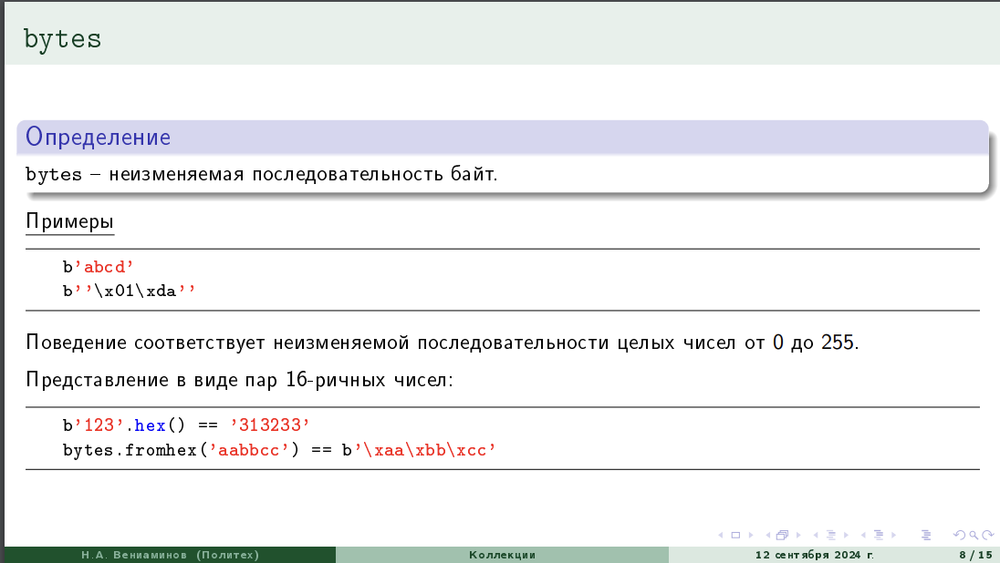 bytes
Определение
bytes – неизменяемая последовательность байт.
Примеры
b’abcd’
b’’\x01\xda’’
Поведение соответствует неизменяемой последовательности целых чисел от 0 до 255.
Представление в виде пар 16-ричных чисел:
b’123’.hex() == ’313233’
bytes.fromhex(’aabbcc’) == b’\xaa\xbb\xcc’
Н.А. Вениаминов (Политех) Коллекции 12 сентября 2024 г. 8 / 15